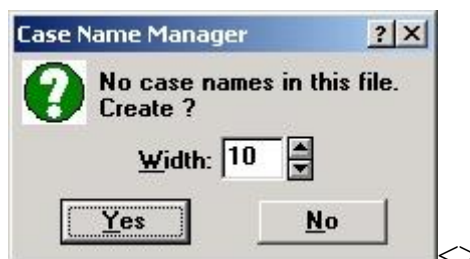 Case Name Manager ? X
No case names in this file.
Create ?
Width: 10
Yes No
<>